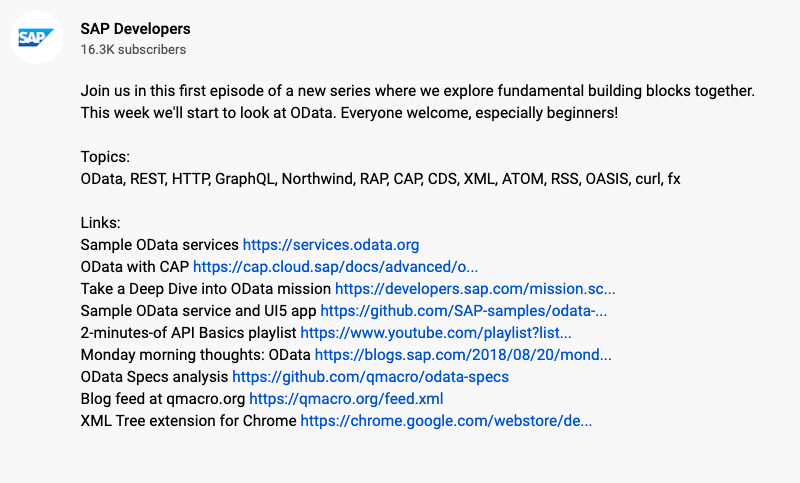 SAP
SAP Developers
16.3K subscribers
Join us in this first episode of a new series where we explore fundamental building blocks together.
This week we'll start to look at OData. Everyone welcome, especially beginners!
Topics:
OData, REST, HTTP, GraphQL, Northwind, RAP, CAP, CDS, XML, ATOM, RSS, OASIS, curl, fx
Links:
Sample OData services https://services.odata.org
OData with CAP https://cap.cloud.sap/docs/advanced/o...
Take a Deep Dive into OData mission https://developers.sap.com/mission.sc...
Sample OData service and UI5 app https://github.com/SAP-samples/odata-...
2-minutes-of API Basics playlist https://www.youtube.com/playlist?list...
Monday morning thoughts: OData https://blogs.sap.com/2018/08/20/mond...
OData Specs analysis https://github.com/qmacro/odata-specs
Blog feed at qmacro.org https://qmacro.org/feed.xml
XML Tree extension for Chrome https://chrome.google.com/webstore/de...